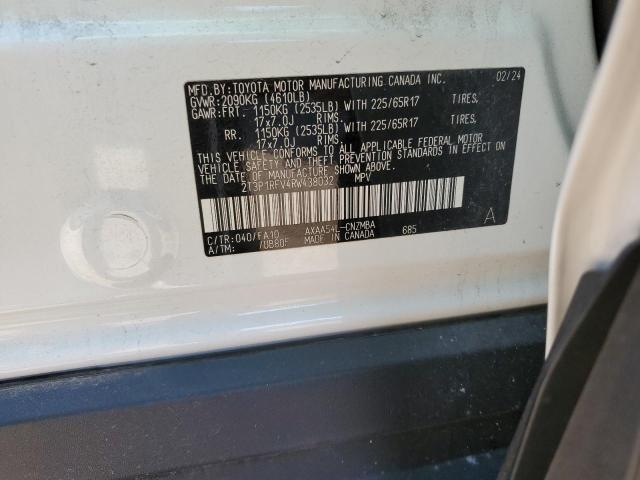 MFD. BY: TOYOTA MOTOR MANUFACTURING CANADA INC. 02/24
GVWR: 2090KG (4610LB)
GAWR: FRT. 1150KG (2535LB) WITH 225/65R17 TIRES,
17x7.0J RIMS
RR. 1150KG (2535LB) WITH 225/65R17 TIRES,
17x7.0J RIMS
THIS VEHICLE CONFORMS TO ALL APPLICABLE FEDERAL MOTOR
VEHICLE SAFETY AND THEFT PREVENTION STANDARDS IN EFFECT ON
THE DATE OF MANUFACTURE SHOWN ABOVE.
2T3P1RFV4RW438032 MPV
A
C/TR: 040/FA10 AXAA54L-CNZMBA
A/TM: /UB80F MADE IN CANADA 685